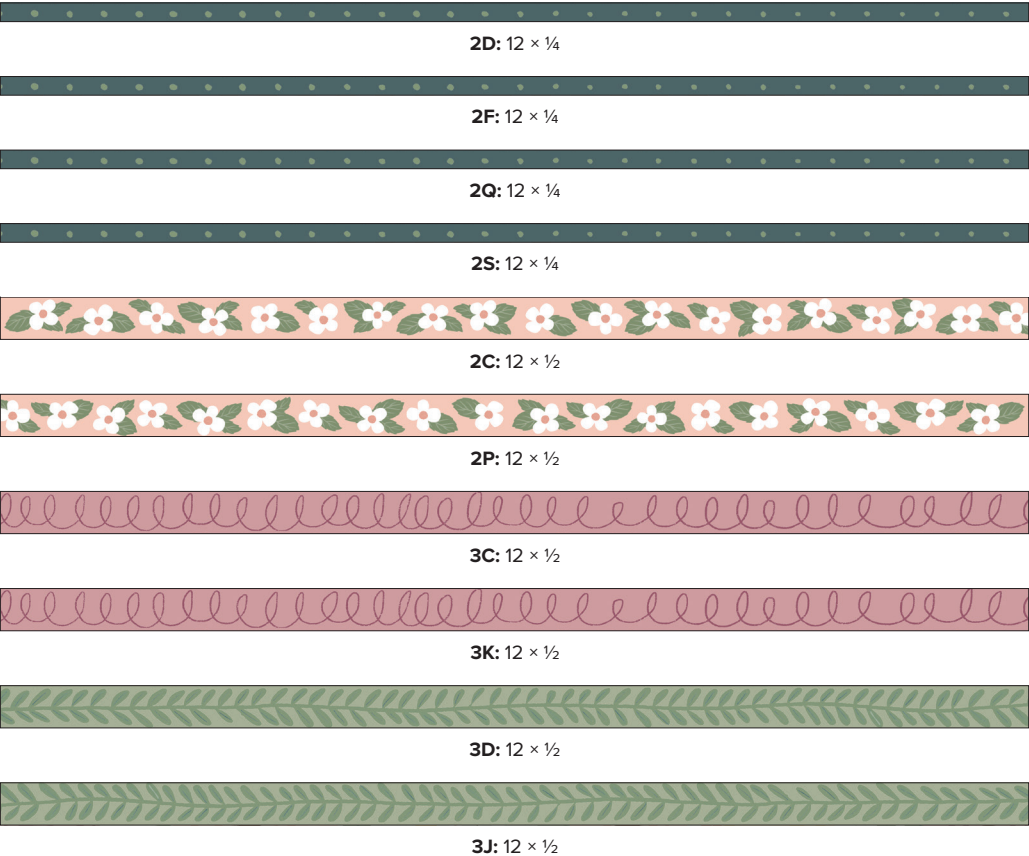 2D: 12 × ¼
2F: 12 × ¼
2Q: 12 × ¼
2S: 12 × ¼
2C: 12 × ½
2P: 12 × ½
3C: 12 × ½
3K: 12 × ½
3D: 12 × ½
3J: 12 × ½